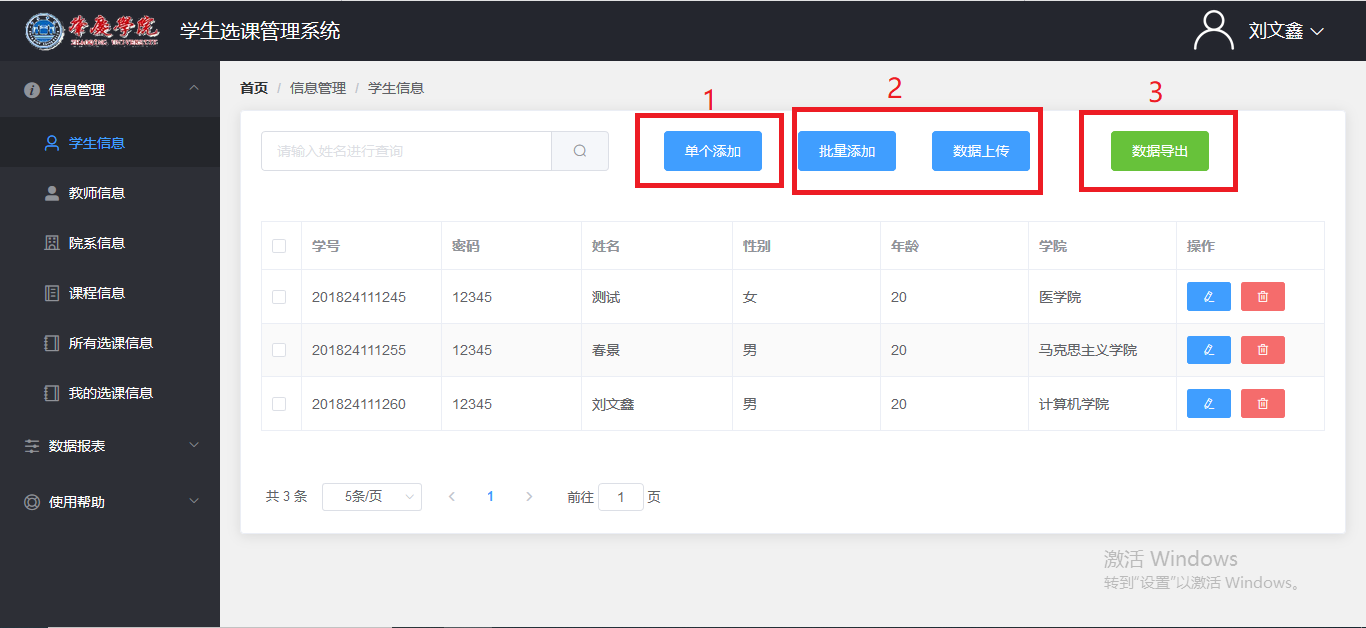 肇庆学院
ZHAOQING UNIVERSITY
学生选课管理系统
刘文鑫
信息管理
学生信息
教师信息
院系信息
课程信息
所有选课信息
我的选课信息
数据报表
使用帮助
首页 / 信息管理 / 学生信息
1 2 3
请输入姓名进行查询 单个添加 批量添加 数据上传 数据导出
学号 密码 姓名 性别 年龄 学院 操作
201824111245 12345 测试 女 20 医学院
201824111255 12345 春景 男 20 马克思主义学院
201824111260 12345 刘文鑫 男 20 计算机学院
共 3 条 5条/页 < 1 > 前往 1 页
激活 Windows
转到"设置"以激活 Windows。